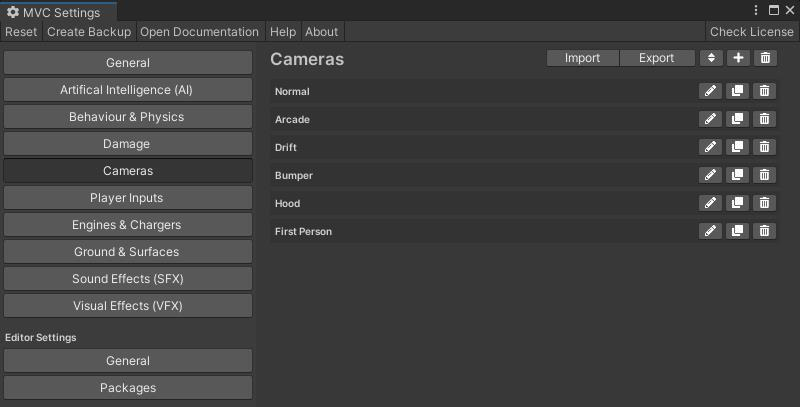 MVC Settings
Reset Create Backup Open Documentation Help About Check License
General
Artifical Intelligence (AI)
Behaviour & Physics
Damage
Cameras
Player Inputs
Engines & Chargers
Ground & Surfaces
Sound Effects (SFX)
Visual Effects (VFX)
Editor Settings
General
Packages
Cameras Import Export
Normal
Arcade
Drift
Bumper
Hood
First Person